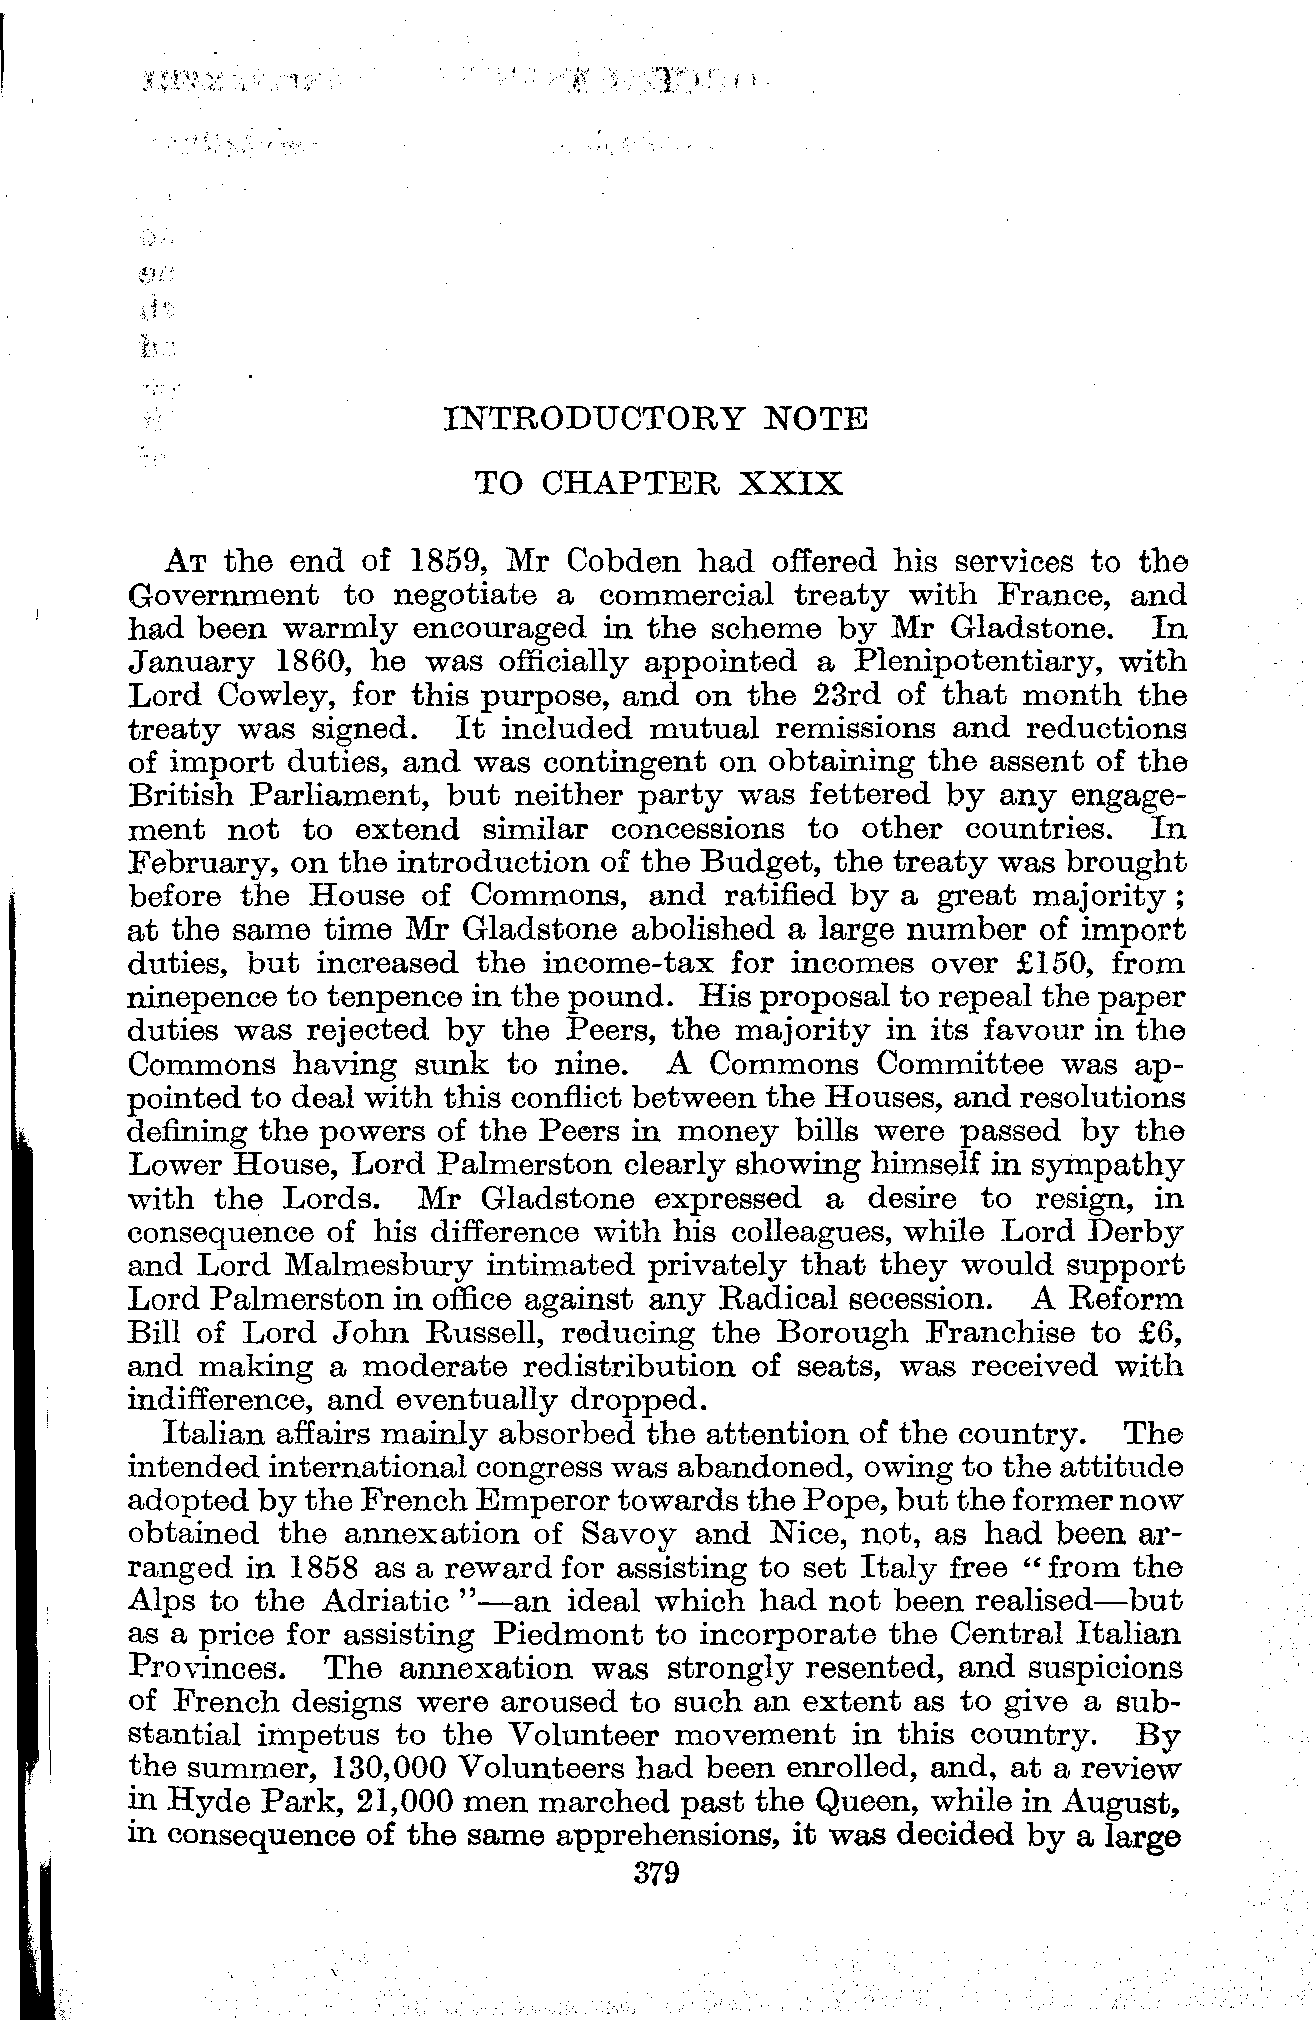 INTRODUCTORY NOTE
TO CHAPTER XXIX
AT the end of 1859, Mr Cobden had offered his services to the
Government to negotiate a commercial treaty with France, and
had been warmly encouraged in the scheme by Mr Gladstone. In
January 1860, he was officially appointed a Plenipotentiary, with
Lord Cowley, for this purpose, and on the 23rd of that month the
treaty was signed. It included mutual remissions and reductions
of import duties, and was contingent on obtaining the assent of the
British Parliament, but neither party was fettered by any engage-
ment not to extend similar concessions to other countries. In
February, on the introduction of the Budget, the treaty was brought
before the House of Commons, and ratified by a great majority ;
at the same time Mr Gladstone abolished a large number of import
duties, but increased the income-tax for incomes over £150, from
ninepence to tenpence in the pound. His proposal to repeal the paper
duties was rejected by the Peers, the majority in its favour in the
Commons having sunk to nine. A Commons Committee was ap-
pointed to deal with this conflict between the Houses, and resolutions
defining the powers of the Peers in money bills were passed by the
Lower House, Lord Palmerston clearly showing himself in sympathy
with the Lords. Mr Gladstone expressed a desire to resign, in
consequence of his difference with his colleagues, while Lord Derby
and Lord Malmesbury intimated privately that they would support
Lord Palmerston in office against any Radical secession. A Reform
Bill of Lord John Russell, reducing the Borough Franchise to £6,
and making a moderate redistribution of seats, was received with
indifference, and eventually dropped.
Italian affairs mainly absorbed the attention of the country. The
intended international congress was abandoned, owing to the attitude
adopted by the French Emperor towards the Pope, but the former now
obtained the annexation of Savoy and Nice, not, as had been ar-
ranged in 1858 as a reward for assisting to set Italy free "from the
Alps to the Adriatic"—an ideal which had not been realised—but
as a price for assisting Piedmont to incorporate the Central Italian
Provinces. The annexation was strongly resented, and suspicions
of French designs were aroused to such an extent as to give a sub-
stantial impetus to the Volunteer movement in this country. By
the summer, 130,000 Volunteers had been enrolled, and, at a review
in Hyde Park, 21,000 men marched past the Queen, while in August,
in consequence of the same apprehensions, it was decided by a large
379